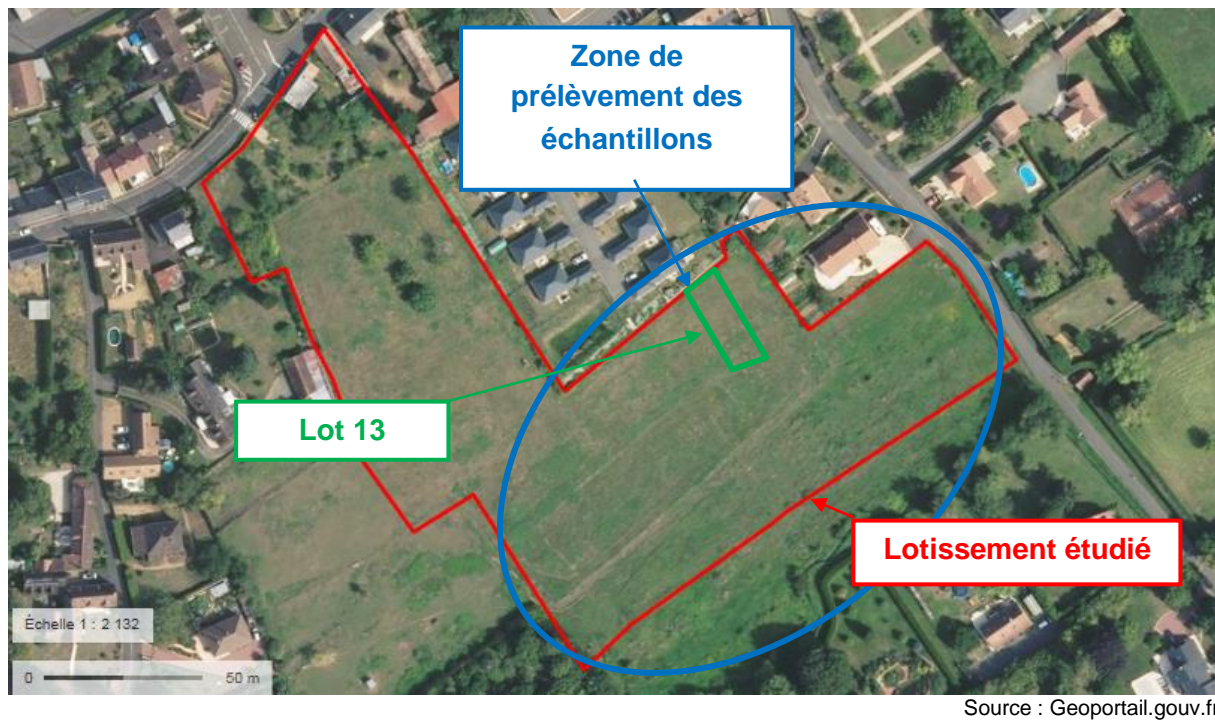 Zone de
prélèvement des
échantillons
Lot 13
Lotissement étudié
Échelle 1 : 2 132
0 50 m
Source : Geoportail.gouv.fr